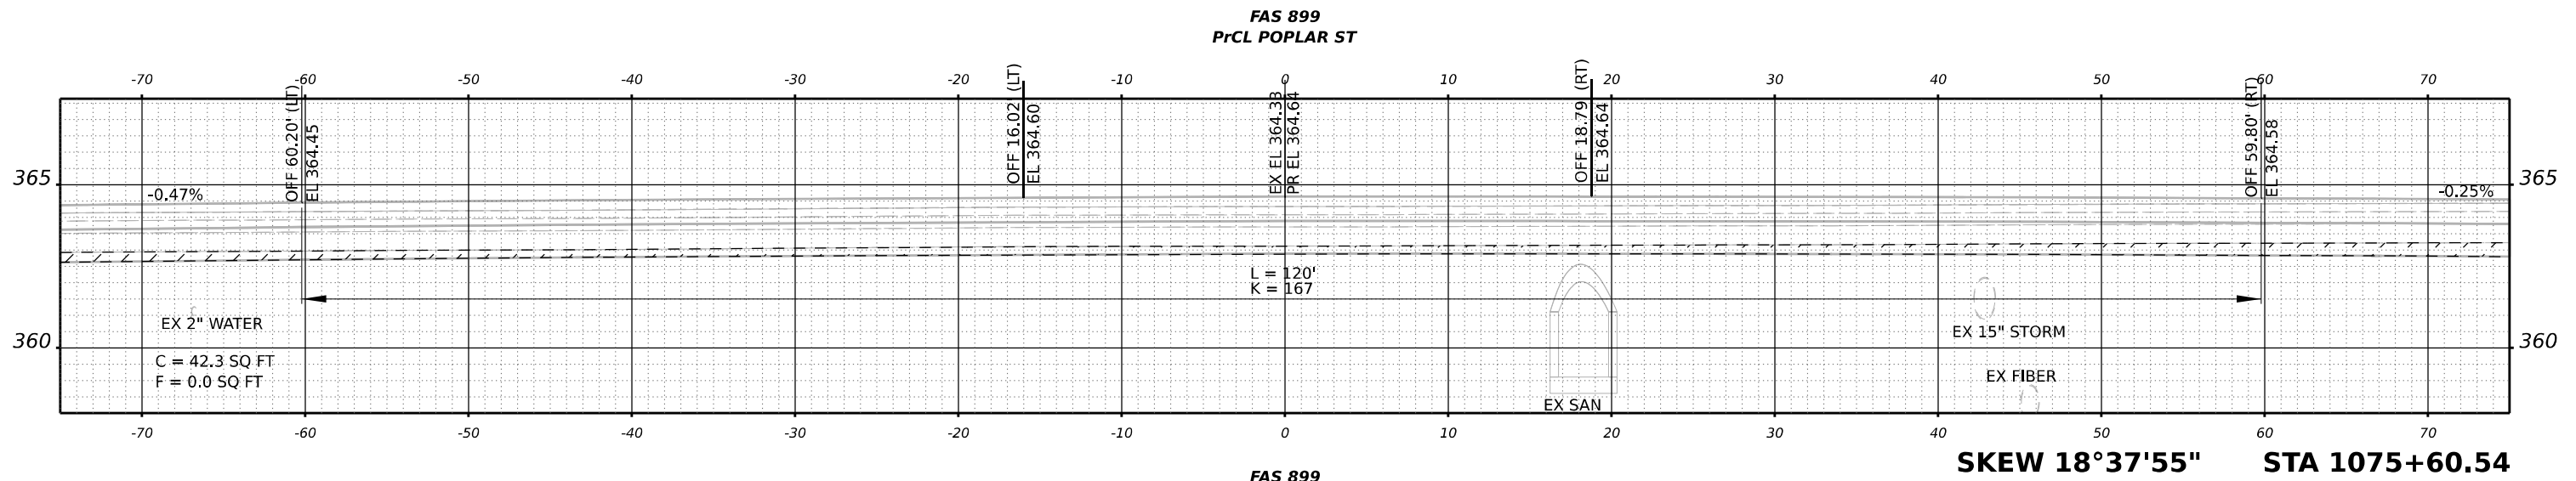 FAS 899
PrCL POPLAR ST
-70 -60 -50 -40 -30 -20 -10 0 10 20 30 40 50 60 70
OFF 60.20' (LT)
EL 364.45
OFF 16.02' (LT)
EL 364.60
EX EL 364.33
PR EL 364.64
OFF 18.79' (RT)
EL 364.64
OFF 59.80' (RT)
EL 364.58
365 365
-0.47% -0.25%
L = 120'
K = 167
EX 2" WATER
EX 15" STORM
360 360
C = 42.3 SQ FT
F = 0.0 SQ FT
EX FIBER
EX SAN
-70 -60 -50 -40 -30 -20 -10 0 10 20 30 40 50 60 70
SKEW 18°37'55" STA 1075+60.54
FAS 899